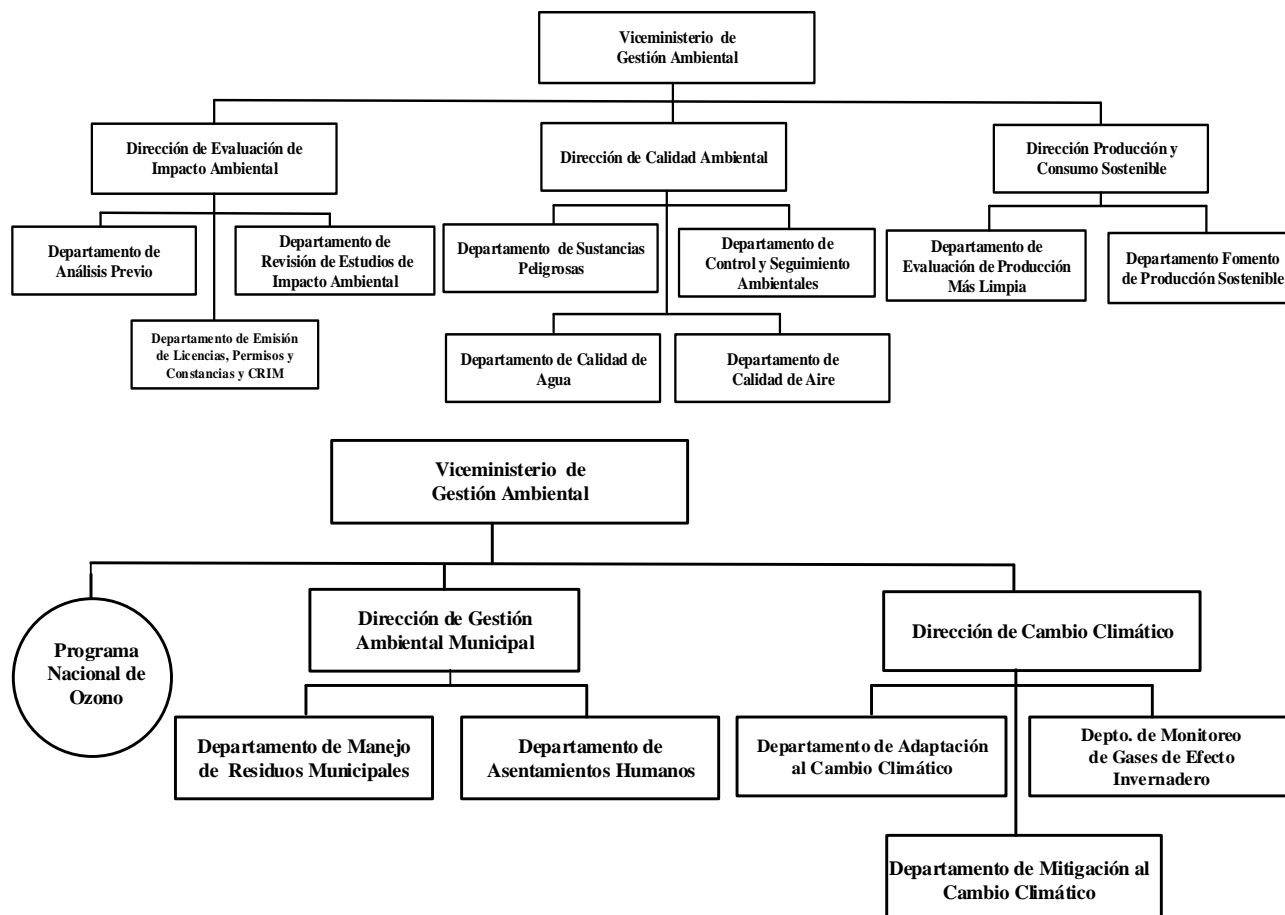 Viceministerio de
Gestión Ambiental
Dirección de Evaluación de
Impacto Ambiental
Dirección de Calidad Ambiental
Dirección Producción y
Consumo Sostenible
Departamento de
Análisis Previo
Departamento de
Revisión de Estudios de
Impacto Ambiental
Departamento de Sustancias
Peligrosas
Departamento de
Control y Seguimiento
Ambientales
Departamento de
Evaluación de Producción
Más Limpia
Departamento Fomento
de Producción Sostenible
Departamento de Emisión
de Licencias, Permisos y
Constancias y CRIM
Departamento de Calidad de
Agua
Departamento de
Calidad de Aire
Viceministerio de
Gestión Ambiental
Programa
Nacional de
Ozono
Dirección de Gestión
Ambiental Municipal
Dirección de Cambio Climático
Departamento de Manejo
de Residuos Municipales
Departamento de
Asentamientos Humanos
Departamento de Adaptación
al Cambio Climático
Depto. de Monitoreo
de Gases de Efecto
Invernadero
Departamento de Mitigación al
Cambio Climático